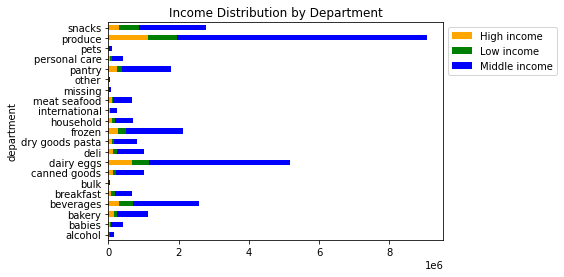 Income Distribution by Department
department
snacks
produce
pets
personal care
pantry
other
missing
meat seafood
international
household
frozen
dry goods pasta
deli
dairy eggs
canned goods
bulk
breakfast
beverages
bakery
babies
alcohol
0 2 4 6 8
1e6
High income
Low income
Middle income